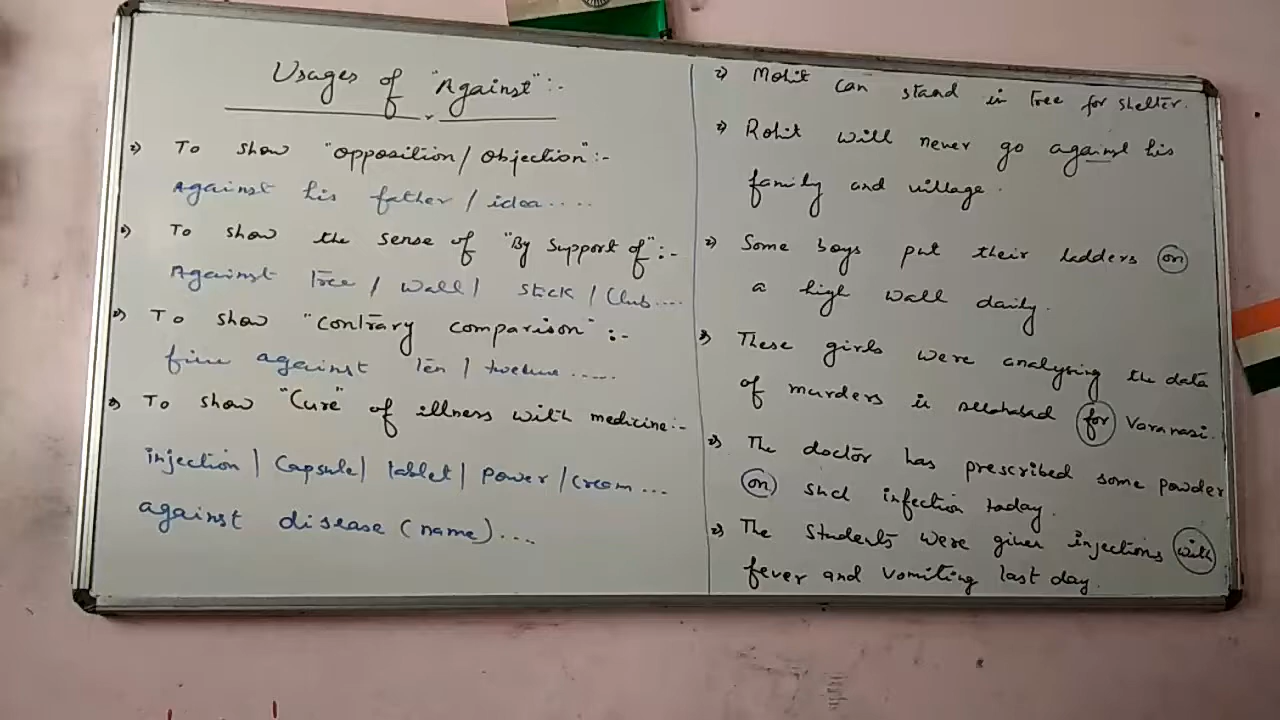 Usages of "Against":-
To show "opposition/objection":-
Against his father / idea....
To show the sense of "By Support of":-
Against Tree / wall / stick / club....
To show "contrary comparison":-
five against Ten / twelve .....
To show "Cure" of illness with medicine:-
injection / Capsule / tablet / power / cream ...
against disease (name)....
Mohit can stand in Tree for shelter.
Rohit will never go against his
family and village.
Some boys put their ladders on
a high wall daily.
These girls were analysing the data
of murders in Allahabad for Varanasi.
The doctor has prescribed some powder
on infection today.
The students were given injections with
fever and vomiting last day.